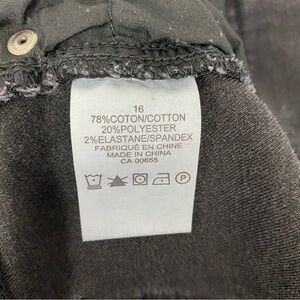 16
78%COTON/COTTON
20%POLYESTER
2%ELASTANE/SPANDEX
FABRIQUÉ EN CHINE
MADE IN CHINA
CA 00655
P